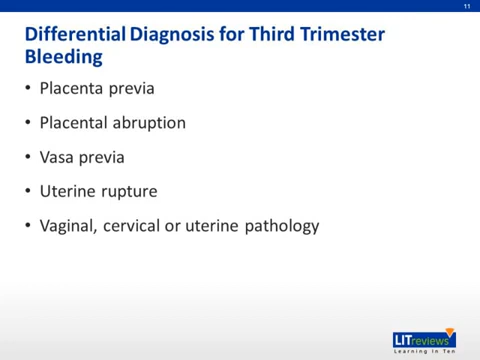 11
Differential Diagnosis for Third Trimester
Bleeding
• Placenta previa
• Placental abruption
• Vasa previa
• Uterine rupture
• Vaginal, cervical or uterine pathology
LITreviews
Learning In Ten